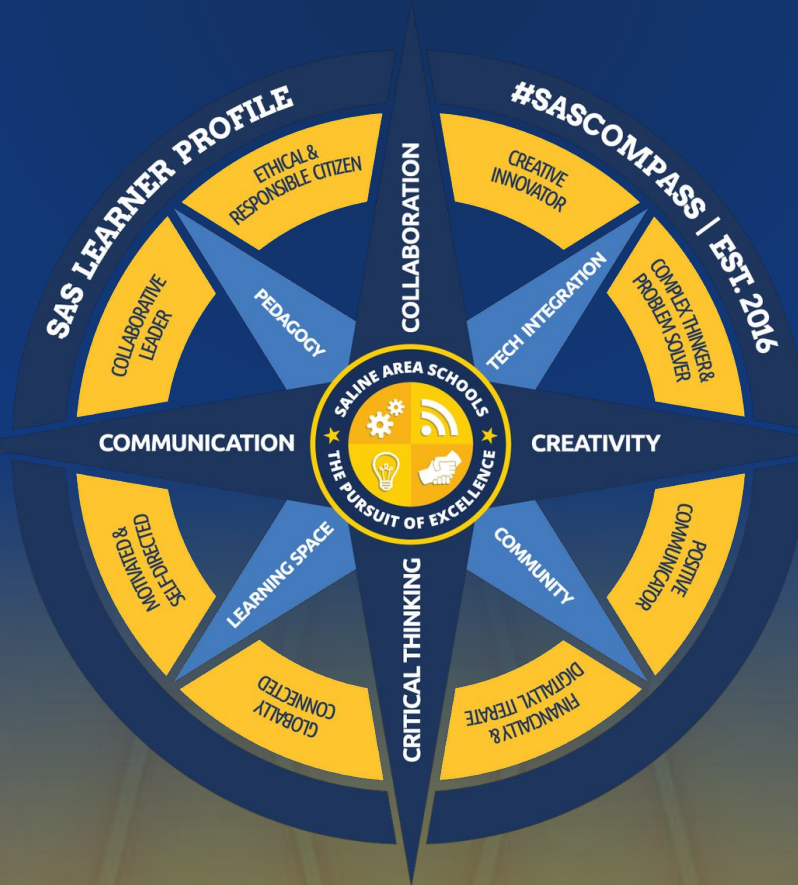 SAS LEARNER PROFILE
#SASCOMPASS | EST. 2016
COLLABORATION
CREATIVITY
CRITICAL THINKING
COMMUNICATION
ETHICAL &
RESPONSIBLE CITIZEN
CREATIVE
INNOVATOR
COMPLEX THINKER &
PROBLEM SOLVER
POSITIVE
COMMUNICATOR
FINANCIALLY &
DIGITALLY LITERATE
GLOBALLY
CONNECTED
MOTIVATED &
SELF-DIRECTED
COLLABORATIVE
LEADER
PEDAGOGY
TECH INTEGRATION
COMMUNITY
LEARNING SPACE
SALINE AREA SCHOOLS
THE PURSUIT OF EXCELLENCE